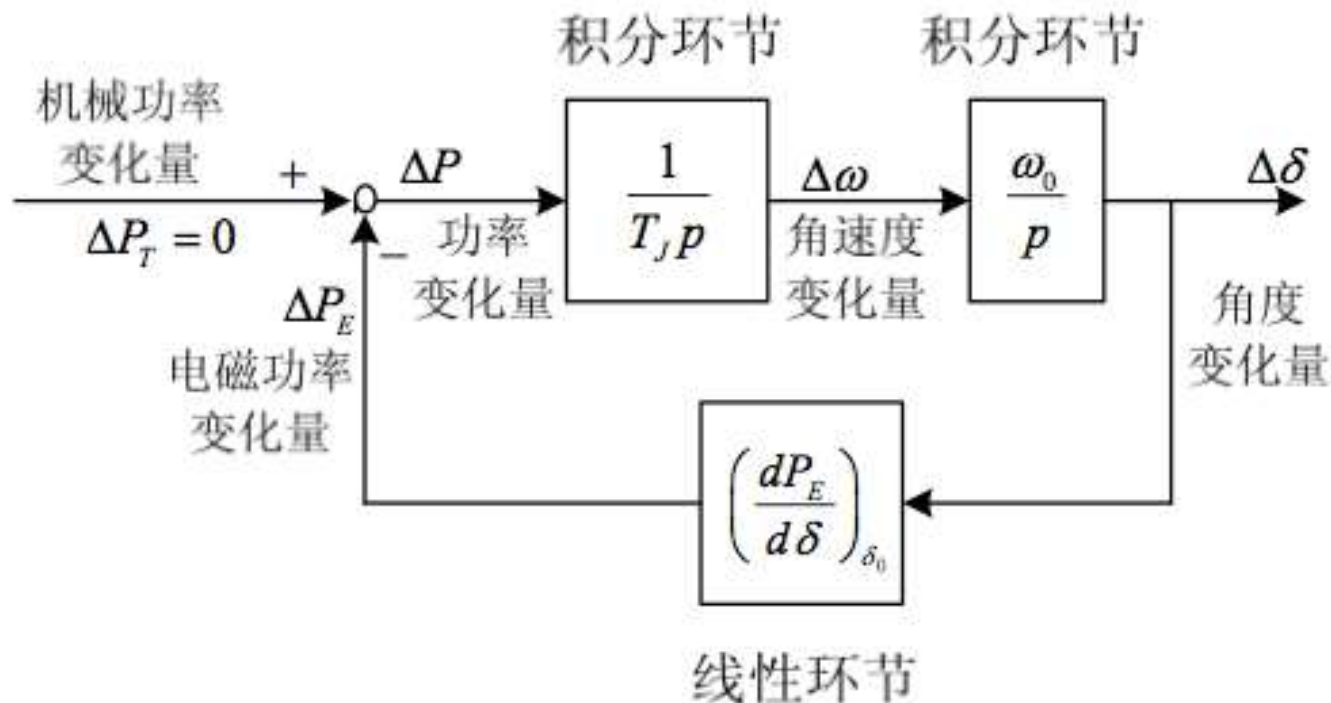 积分环节
积分环节
机械功率
变化量
+
ΔP_T = 0
ΔP
功率
变化量
1
T_J p
Δω
角速度
变化量
ω_0
p
Δδ
角度
变化量
−
ΔP_E
电磁功率
变化量
(dP_E / dδ)_{δ_0}
线性环节